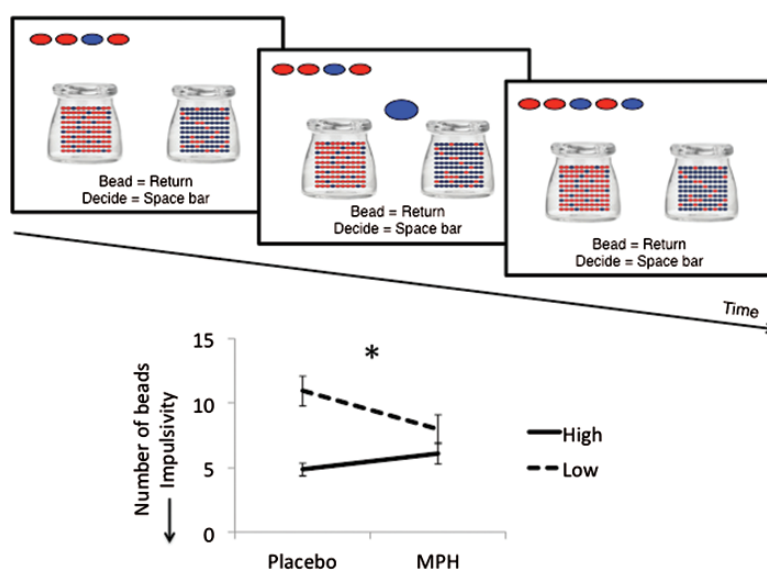 Bead = Return
Decide = Space bar
Bead = Return
Decide = Space bar
Bead = Return
Decide = Space bar
Time
*
Number of beads
Impulsivity
15
10
5
0
Placebo
MPH
High
Low